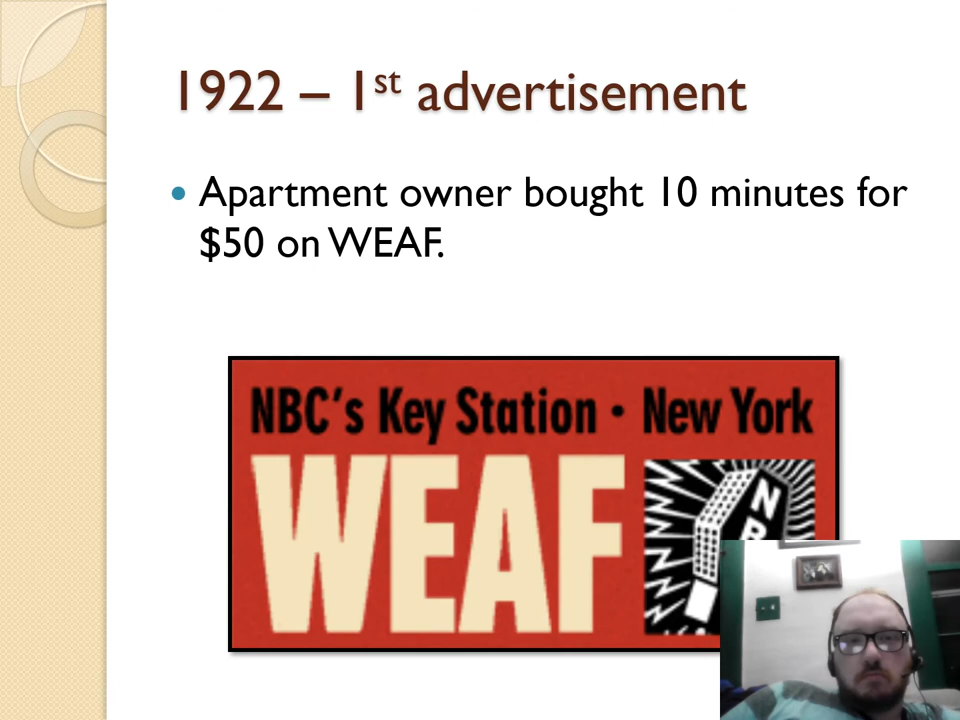 1922 – 1st advertisement
• Apartment owner bought 10 minutes for
$50 on WEAF.
NBC's Key Station · New York
WEAF